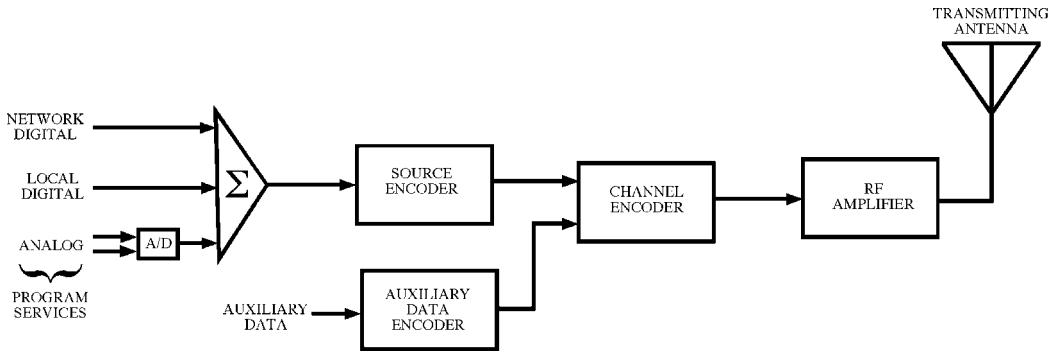 TRANSMITTING
ANTENNA
NETWORK
DIGITAL
LOCAL
DIGITAL
Σ
SOURCE
ENCODER
CHANNEL
ENCODER
RF
AMPLIFIER
ANALOG
A/D
PROGRAM
SERVICES
AUXILIARY
DATA
AUXILIARY
DATA
ENCODER